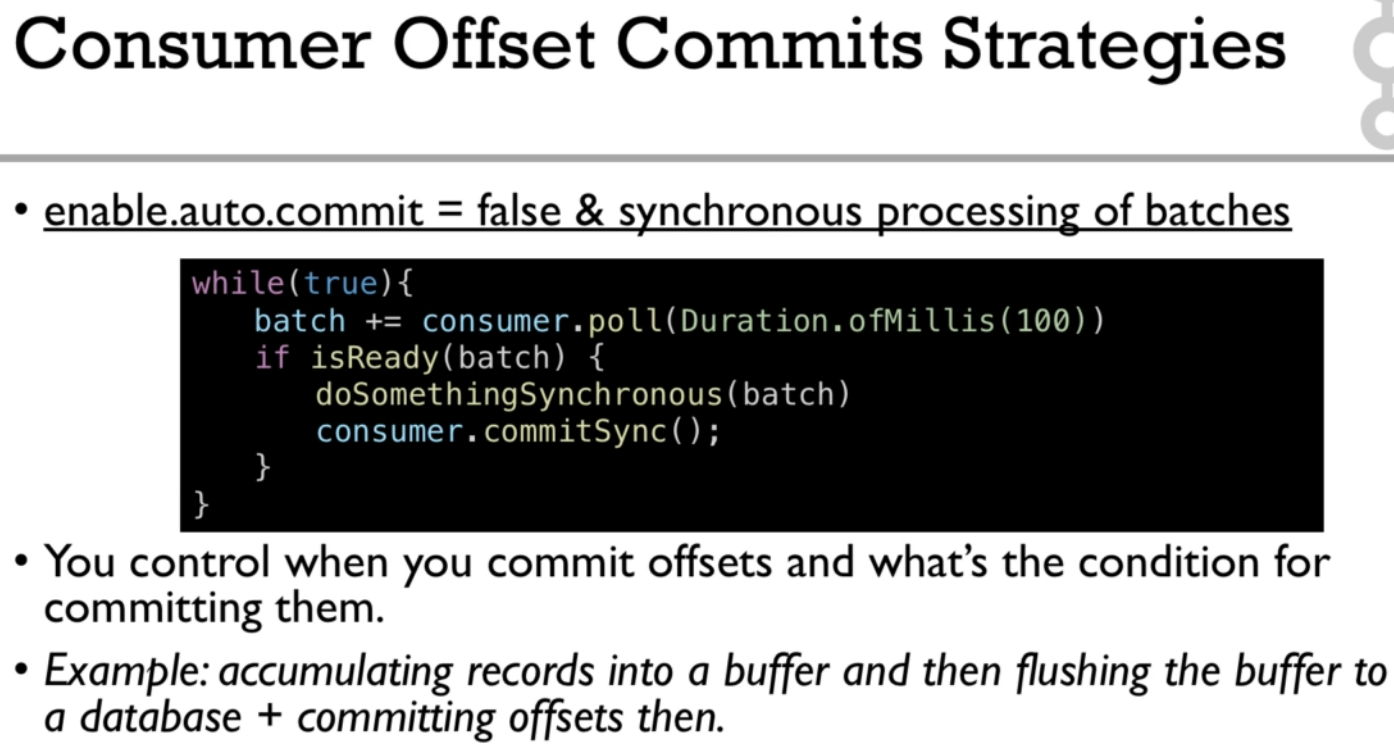 Consumer Offset Commits Strategies
• enable.auto.commit = false & synchronous processing of batches
while(true){
    batch += consumer.poll(Duration.ofMillis(100))
    if isReady(batch) {
        doSomethingSynchronous(batch)
        consumer.commitSync();
    }
}
• You control when you commit offsets and what's the condition for
committing them.
• Example: accumulating records into a buffer and then flushing the buffer to
a database + committing offsets then.